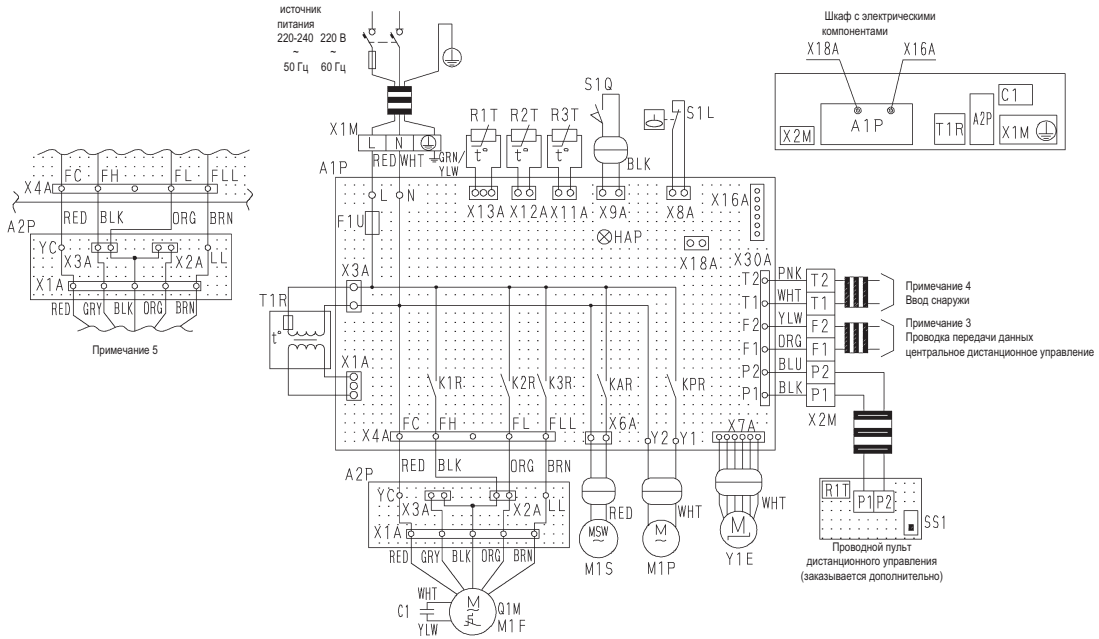 источник
питания
220-240 220 В
~ ~
50 Гц 60 Гц
X1M
L N
RED WHT GRN/
YLW
A1P
L N
F1U
R1T R2T R3T
t° t° t°
X13A X12A X11A
S1Q
BLK
X9A
S1L
X8A
HAP
X16A
X18A
X30A
Шкаф с электрическими
компонентами
X18A X16A
X2M
A1P
T1R
A2P
C1
X1M
FC FH FL FLL
X4A
RED BLK ORG BRN
A2P
YC LL
X3A X2A
X1A
RED GRY BLK ORG BRN
Примечание 5
X3A
T1R
t°
X1A
K1R K2R K3R KAR KPR
T2 PNK T2
T1 WHT T1
F2 YLW F2
F1 ORG F1
P2 BLU P2
P1 BLK P1
X2M
Примечание 4
Ввод снаружи
Примечание 3
Проводка передачи данных
центральное дистанционное управление
FC FH FL FLL
X4A
X6A
Y2 Y1
X7A
RED BLK ORG BRN
A2P
YC LL
X3A X2A
X1A
RED GRY BLK ORG BRN
WHT
C1
YLW
M
~
Q1M
M1F
RED
MSW
~
M1S
WHT
M
~
M1P
WHT
M
Y1E
R1T
P1 P2
SS1
Проводной пульт
дистанционного управления
(заказывается дополнительно)